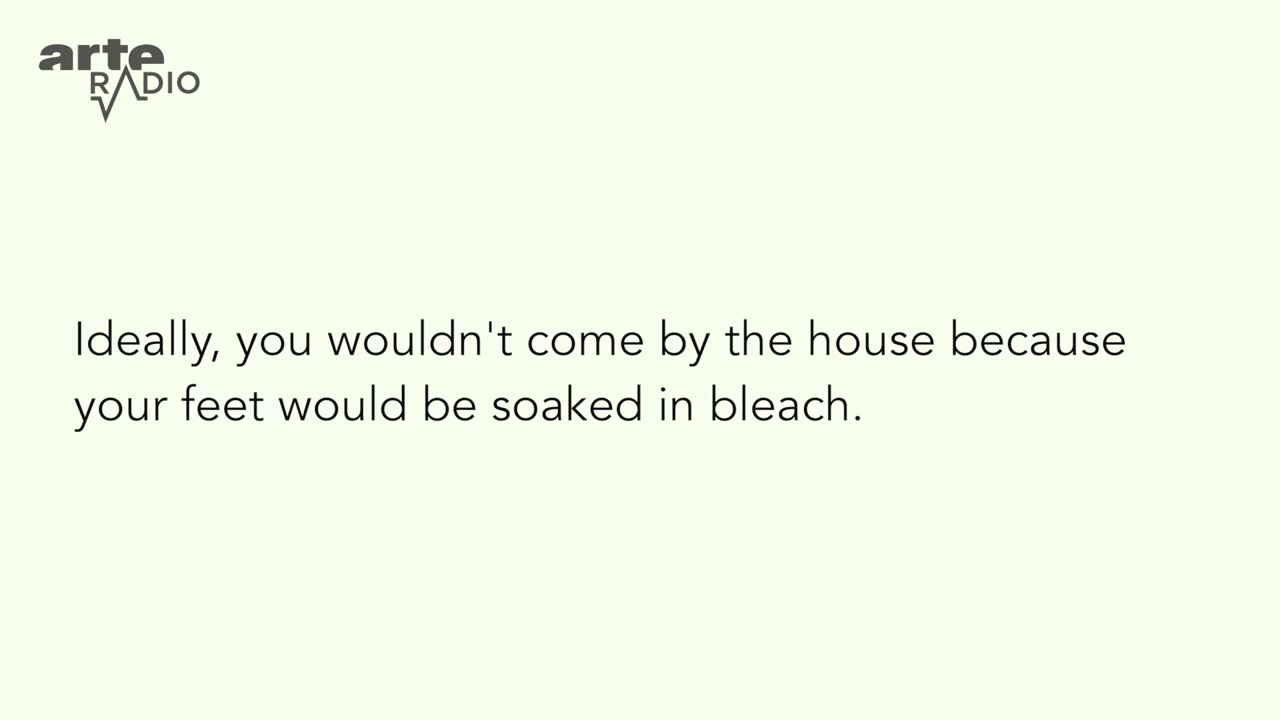 arte
RADIO
Ideally, you wouldn't come by the house because
your feet would be soaked in bleach.